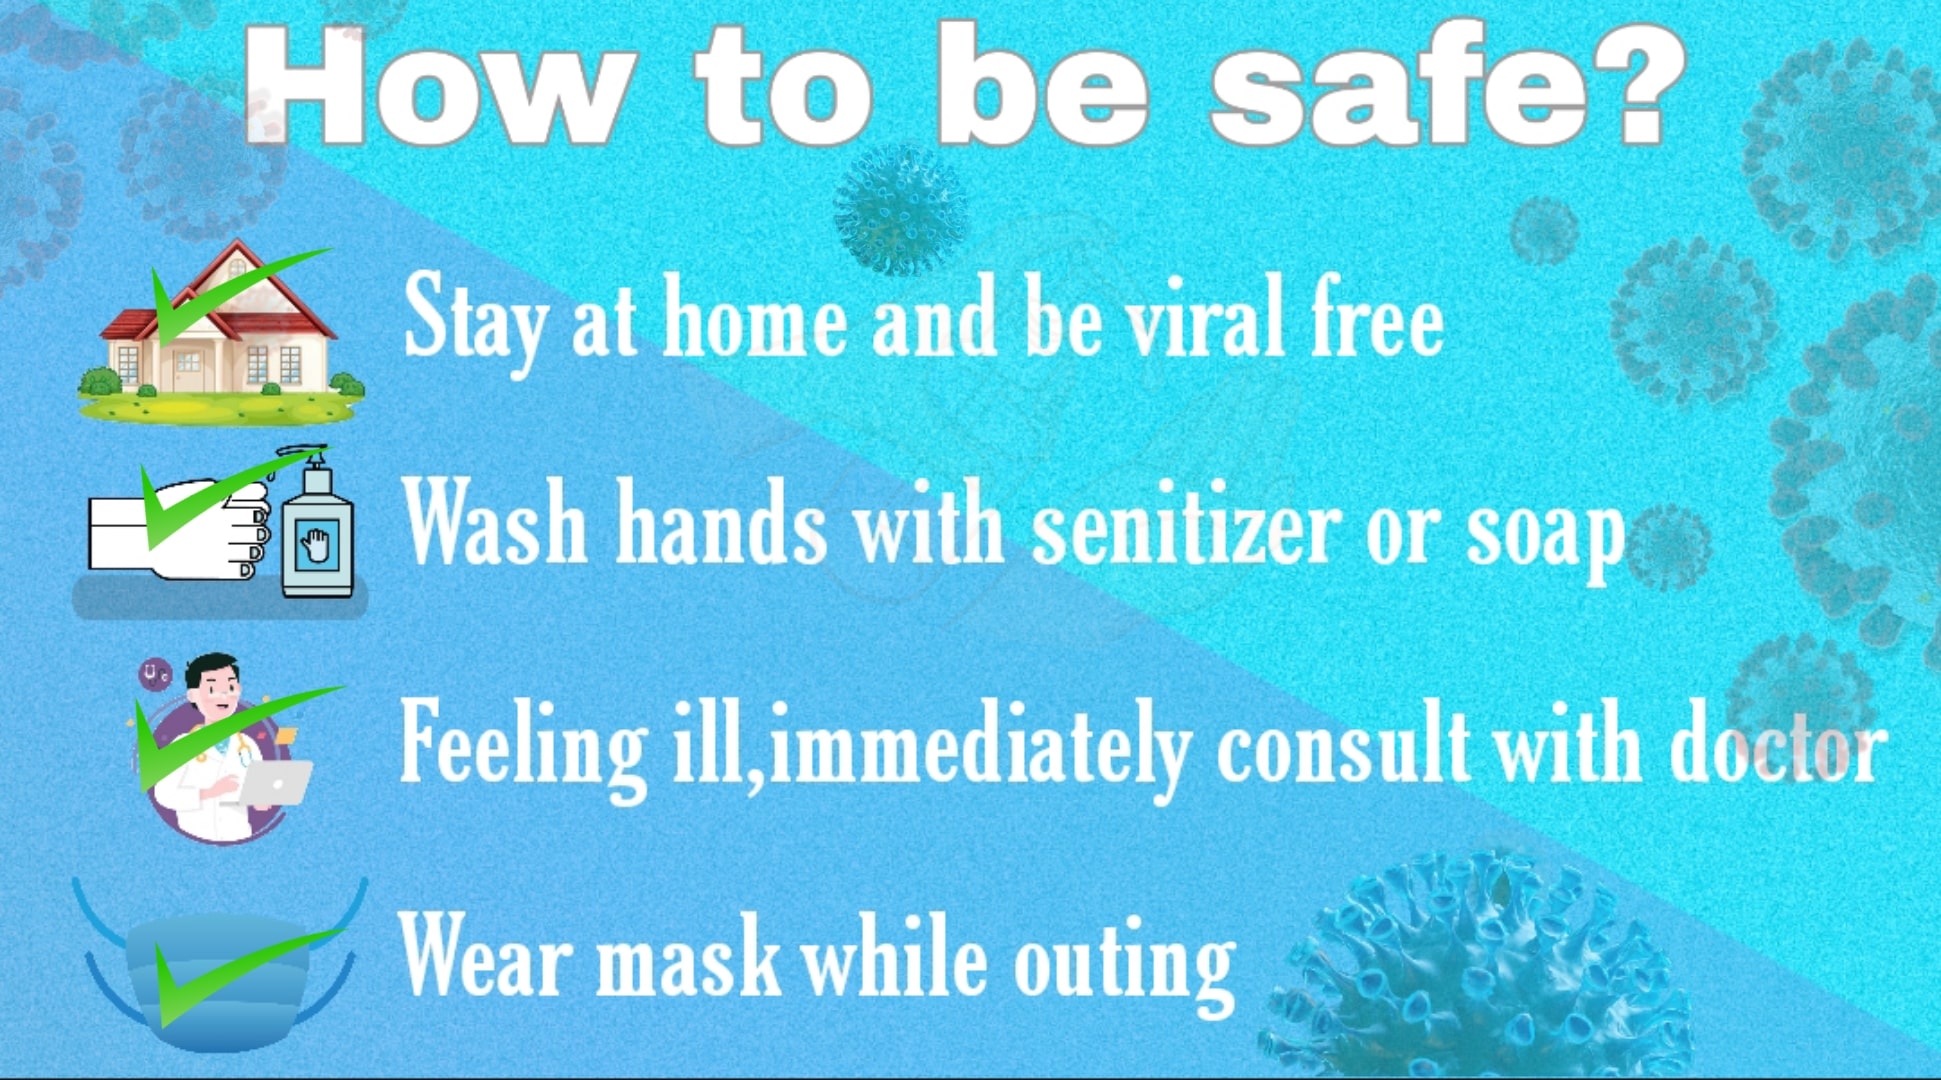 How to be safe?
Stay at home and be viral free
Wash hands with senitizer or soap
Feeling ill,immediately consult with doctor
Wear mask while outing